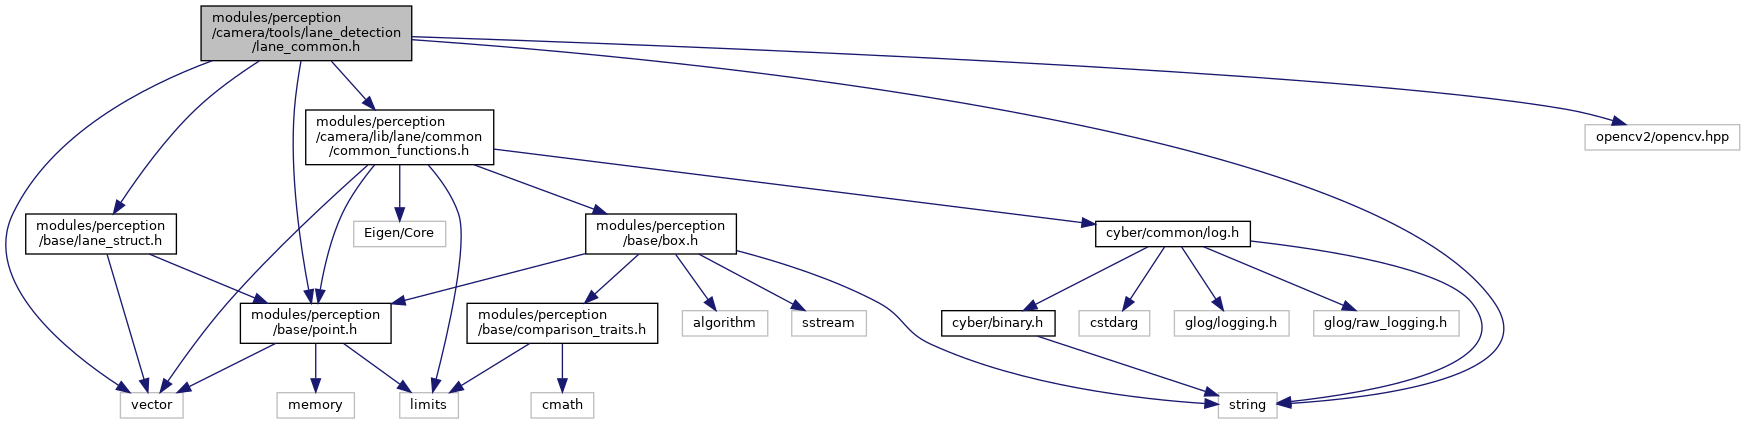 modules/perception
/camera/tools/lane_detection
/lane_common.h
modules/perception
/camera/lib/lane/common
/common_functions.h
opencv2/opencv.hpp
modules/perception
/base/lane_struct.h
Eigen/Core
modules/perception
/base/box.h
cyber/common/log.h
modules/perception
/base/point.h
modules/perception
/base/comparison_traits.h
algorithm
sstream
cyber/binary.h
cstdarg
glog/logging.h
glog/raw_logging.h
vector
memory
limits
cmath
string